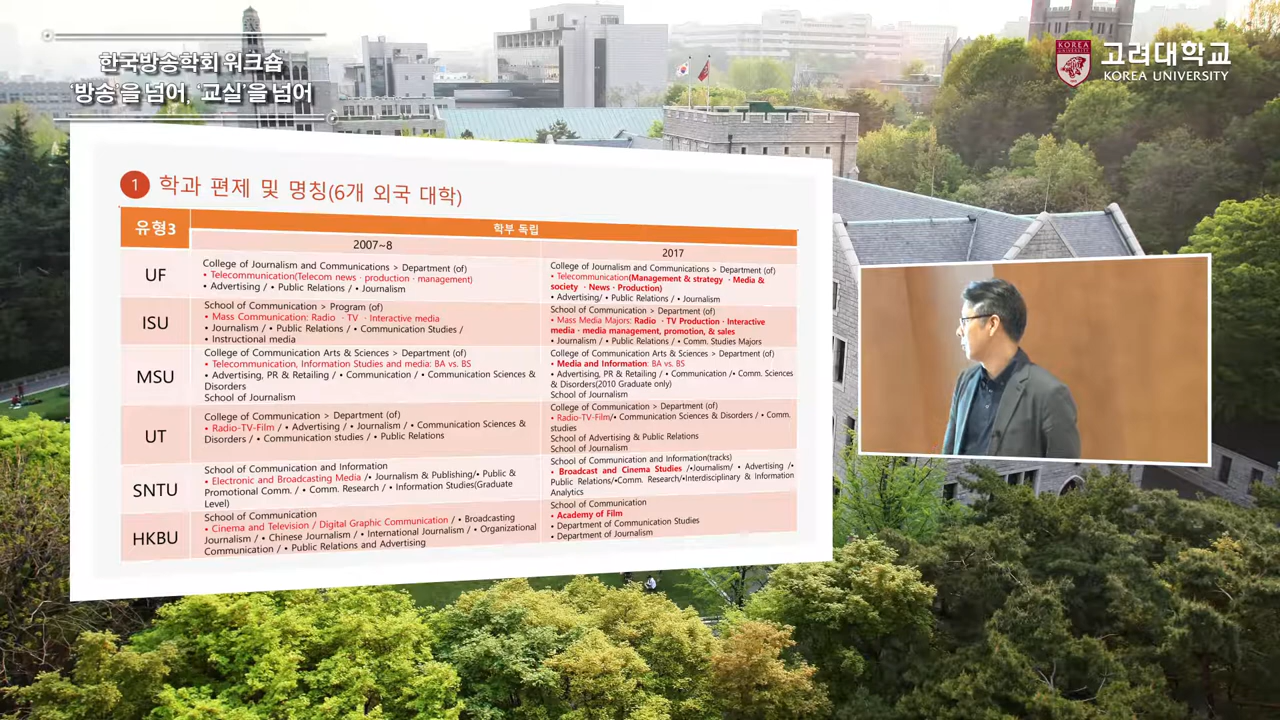 한국방송학회 워크숍
'방송'을 넘어, '교실'을 넘어
KOREA
고려대학교
KOREA UNIVERSITY
1 학과 편제 및 명칭(6개 외국 대학)
유형3
학부 독립
2007~8
2017
UF
College of Journalism and Communications > Department (of)
• Telecommunication(Telecom news · production · management)
• Advertising / • Public Relations / • Journalism
College of Journalism and Communications > Department (of)
• Telecommunication(Management & strategy · Media &
society · News · Production)
• Advertising/ • Public Relations / • Journalism
ISU
School of Communication > Program (of)
• Mass Communication: Radio · TV · Interactive media
• Journalism / • Public Relations / • Communication Studies /
• Instructional media
School of Communication > Department (of)
• Mass Media Majors: Radio · TV Production · Interactive
media · media management, promotion, & sales
• Journalism / • Public Relations / • Comm. Studies Majors
MSU
College of Communication Arts & Sciences > Department (of)
• Telecommunication, Information Studies and media: BA vs. BS
• Advertising, PR & Retailing / • Communication / • Communication Sciences &
Disorders
School of Journalism
College of Communication Arts & Sciences > Department (of)
• Media and Information: BA vs. BS
• Advertising, PR & Retailing / • Communication /• Comm. Sciences
& Disorders(2010 Graduate only)
School of Journalism
UT
College of Communication > Department (of)
• Radio-TV-Film / • Advertising / • Journalism / • Communication Sciences &
Disorders / • Communication studies / • Public Relations
College of Communication > Department (of)
• Radio-TV-Film/• Communication Sciences & Disorders / • Comm.
studies
School of Advertising & Public Relations
School of Journalism
SNTU
School of Communication and Information
• Electronic and Broadcasting Media /• Journalism & Publishing/• Public &
Promotional Comm. / • Comm. Research / • Information Studies(Graduate
Level)
School of Communication and Information(tracks)
• Broadcast and Cinema Studies /•Journalism/ • Advertising /•
Public Relations/•Comm. Research/•Interdisciplinary & Information
Analytics
HKBU
School of Communication
• Cinema and Television / Digital Graphic Communication / • Broadcasting
Journalism / • Chinese Journalism / • International Journalism / • Organizational
Communication / • Public Relations and Advertising
School of Communication
• Academy of Film
• Department of Communication Studies
• Department of Journalism